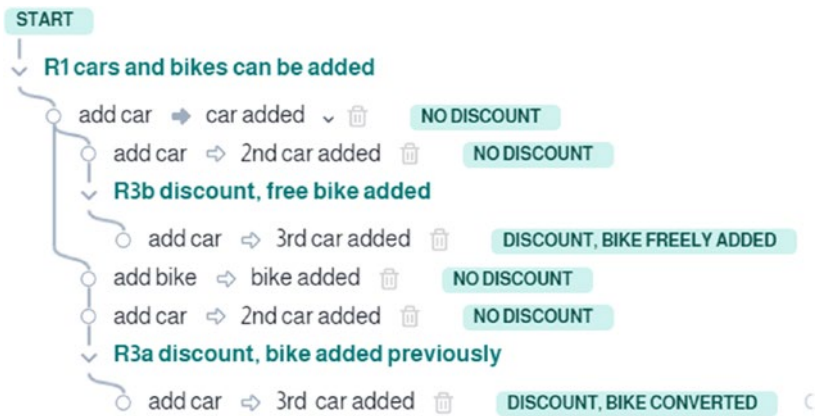 START
R1 cars and bikes can be added
add car ➡ car added NO DISCOUNT
add car ⇨ 2nd car added NO DISCOUNT
R3b discount, free bike added
add car ⇨ 3rd car added DISCOUNT, BIKE FREELY ADDED
add bike ⇨ bike added NO DISCOUNT
add car ⇨ 2nd car added NO DISCOUNT
R3a discount, bike added previously
add car ⇨ 3rd car added DISCOUNT, BIKE CONVERTED